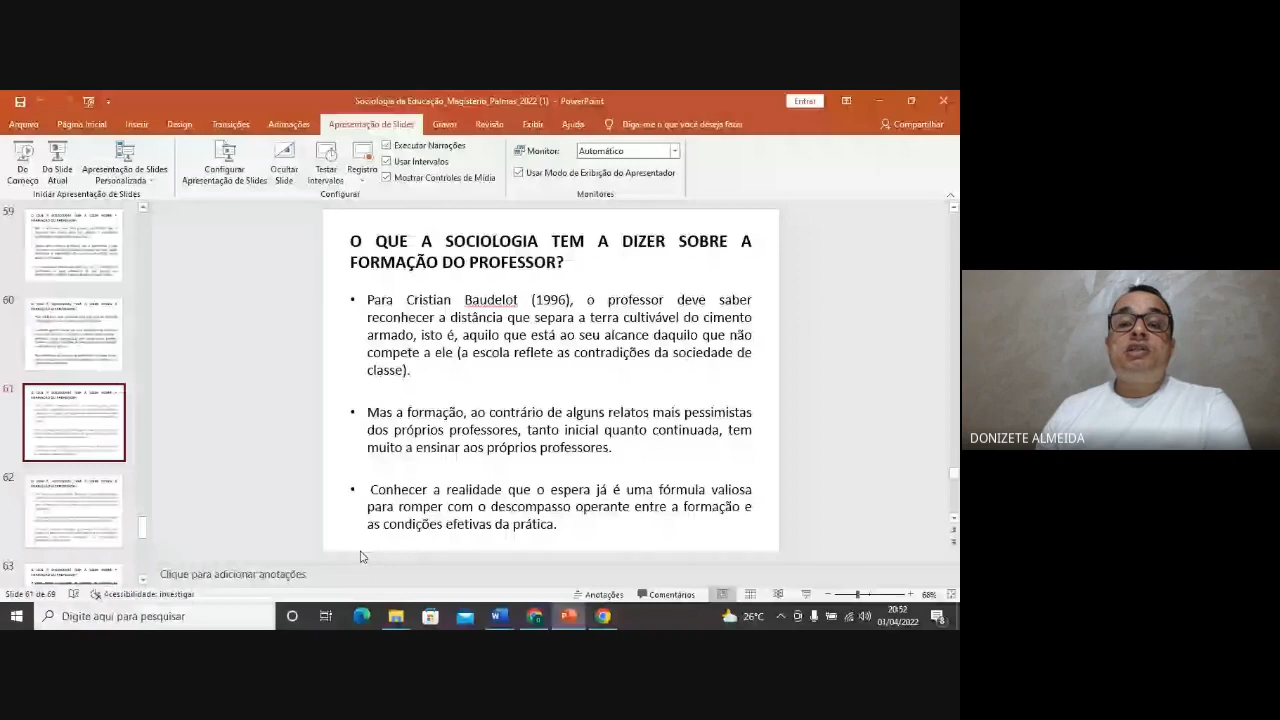 Sociologia da Educação_Magisterio_Palmas_2022 (1) - PowerPoint
Entrar
Arquivo Página Inicial Inserir Design Transições Animações Apresentação de Slides Gravar Revisão Exibir Ajuda Diga-me o que você deseja fazer Compartilhar
Do Começo
Do Slide Atual
Apresentação de Slides Personalizada
Configurar Apresentação de Slides
Ocultar Slide
Testar Intervalos
Registro
Executar Narrações
Usar Intervalos
Mostrar Controles de Mídia
Monitor: Automático
Usar Modo de Exibição do Apresentador
Iniciar Apresentação de Slides
Configurar
Monitores
59
60
61
62
63
O QUE A SOCIOLOGIA TEM A DIZER SOBRE A
FORMAÇÃO DO PROFESSOR?
• Para Cristian Baudelot (1936), o professor deve saber
reconhecer a distância que separa a terra cultivável do cimento
armado, isto é, aquilo que está ao seu alcance daquilo que não
compete a ele
as contradições da sociedade de
classe).
• Mas a formação, ao contrário de alguns relatos mais pessimistas
dos próprios professores, tanto inicial quanto continuada, tem
muito a ensinar aos próprios professores.
• Conhecer a realidade que o espera já é uma fórmula valiosa
para romper com o descompasso operante entre a formação e
as condições efetivas da prática.
Clique para adicionar anotações
Slide 61 de 69
Acessibilidade: investigar
Anotações
Comentários
68%
Digite aqui para pesquisar
26°C
20:52
01/04/2022
DONIZETE ALMEIDA